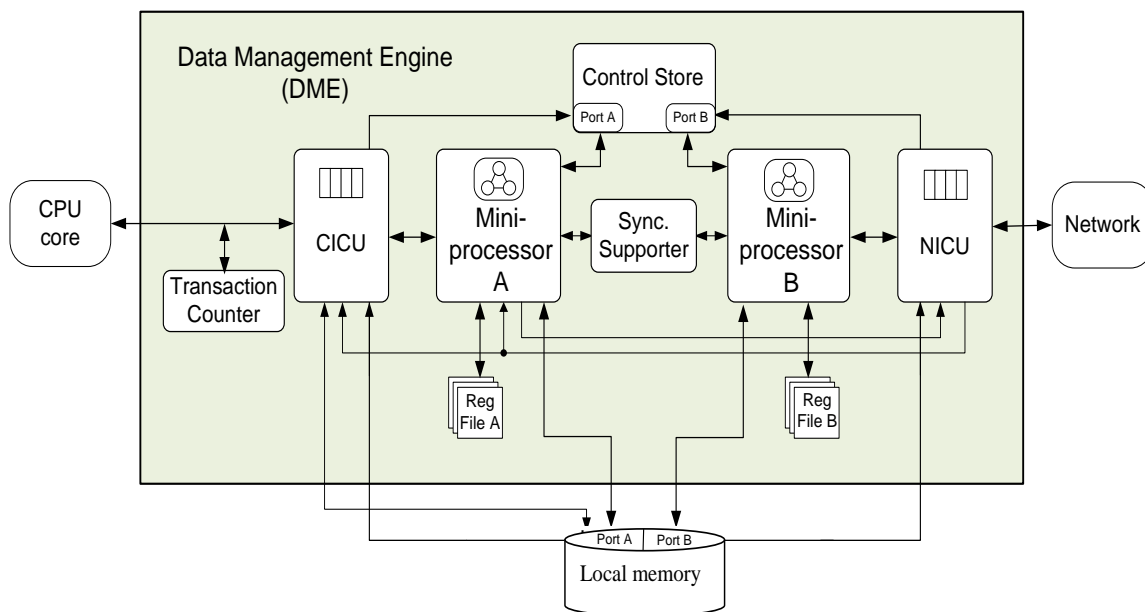 Data Management Engine
(DME)
Control Store
Port A
Port B
CPU
core
CICU
Mini-
processor
A
Sync.
Supporter
Mini-
processor
B
NICU
Network
Transaction
Counter
Reg
File A
Reg
File B
Port A
Port B
Local memory